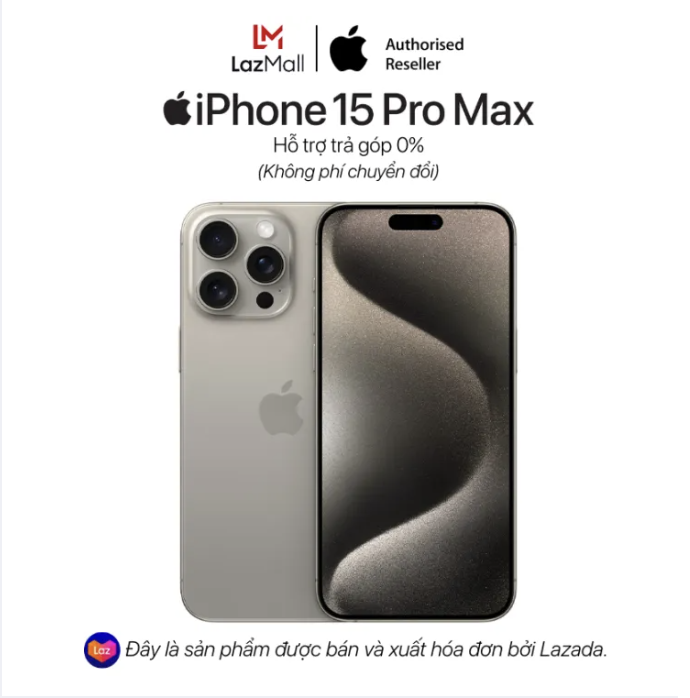 LM
LazMall
Authorised
Reseller
iPhone 15 Pro Max
Hỗ trợ trả góp 0%
(Không phí chuyển đổi)
Laz
Đây là sản phẩm được bán và xuất hóa đơn bởi Lazada.